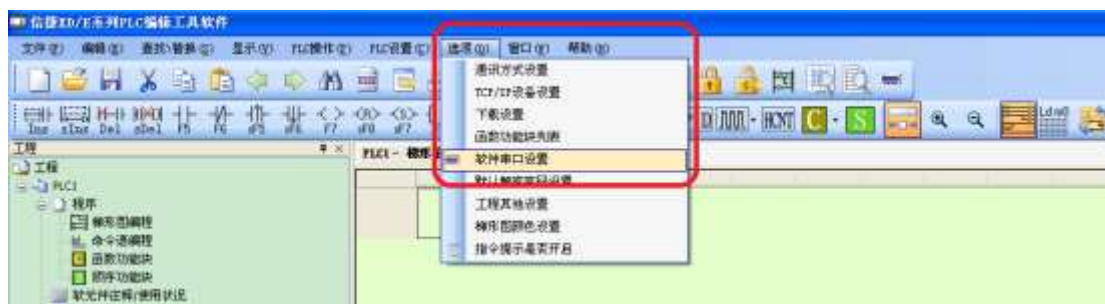 信捷XD/E系列PLC编辑工具软件
文件(F) 编辑(E) 查找\替换(S) 显示(V) PLC操作(P) PLC设置(C) 选项(O) 窗口(W) 帮助(H)
通讯方式设置
TCP/IP设备设置
下载设置
函数功能块列表
软件串口设置
工程其他设置
梯形图颜色设置
指令提示是否开启
Ins sIns Del sDel F5 F6 sF5 sF6 F7 sF8 sF7
HCNT C S
工程
PLC1 - 梯形
工程
PLC1
程序
梯形图编程
命令语编程
函数功能块
顺序功能块
软元件注释/使用状况